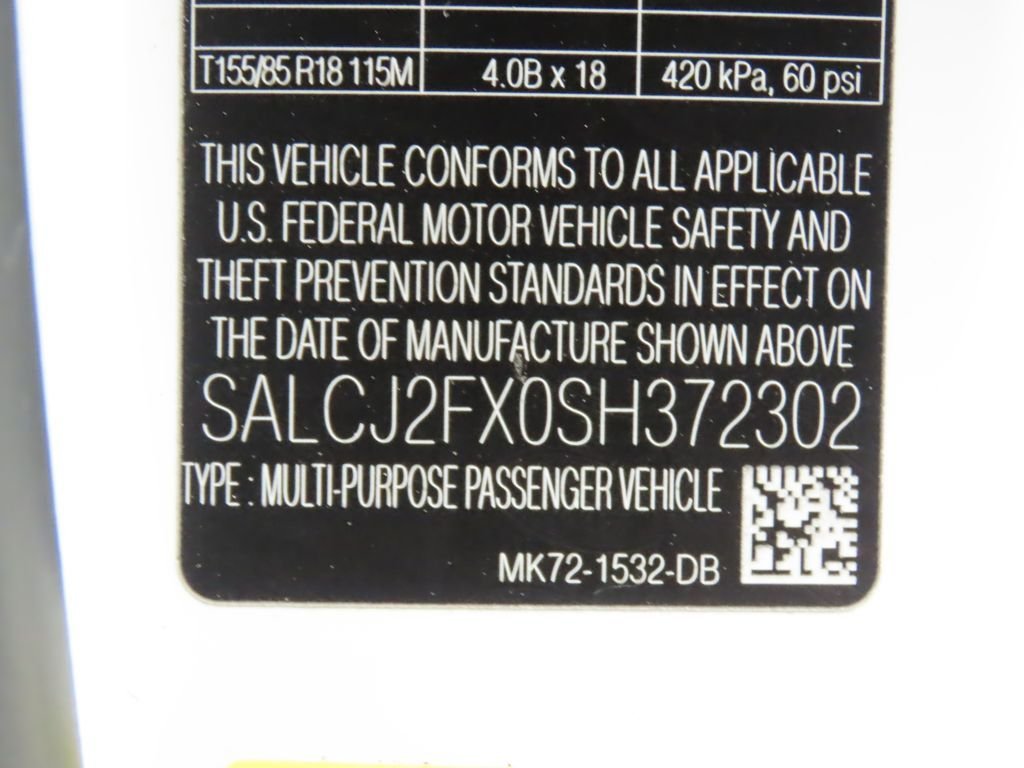 T155/85 R18 115M 4.0B x 18 420 kPa, 60 psi
THIS VEHICLE CONFORMS TO ALL APPLICABLE
U.S. FEDERAL MOTOR VEHICLE SAFETY AND
THEFT PREVENTION STANDARDS IN EFFECT ON
THE DATE OF MANUFACTURE SHOWN ABOVE
SALCJ2FX0SH372302
TYPE : MULTI-PURPOSE PASSENGER VEHICLE
MK72-1532-DB